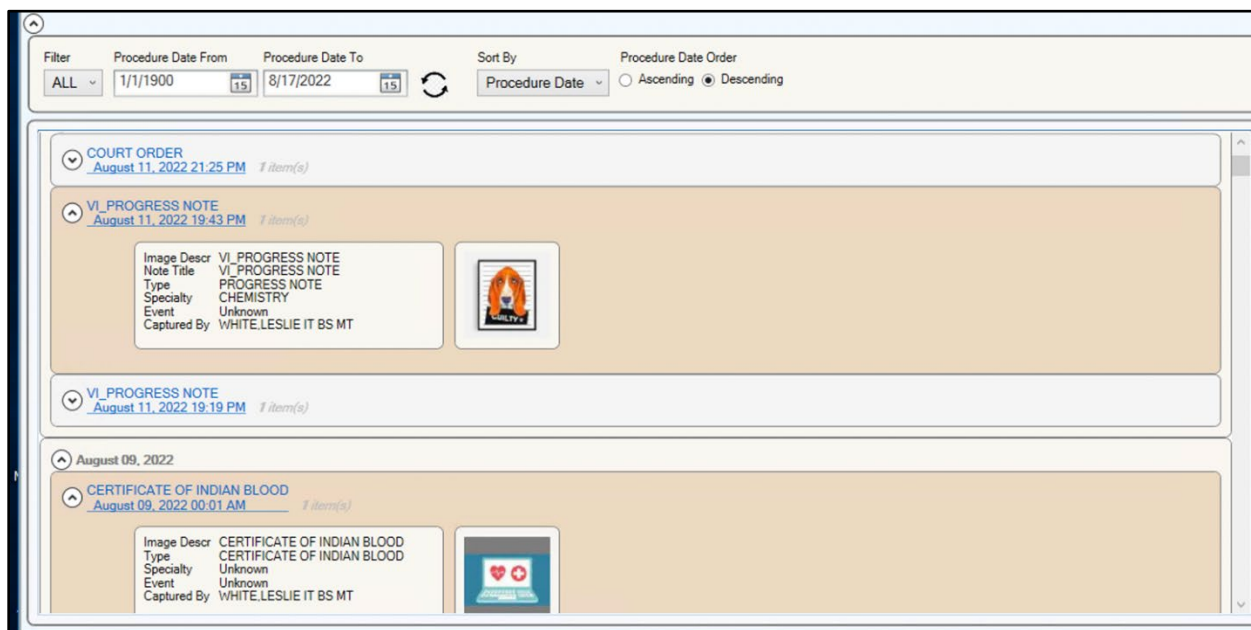 Filter Procedure Date From Procedure Date To Sort By Procedure Date Order
ALL 1/1/1900 15 8/17/2022 15 Procedure Date Ascending Descending
COURT ORDER
August 11, 2022 21:25 PM 1 item(s)
VI_PROGRESS NOTE
August 11, 2022 19:43 PM 1 item(s)
Image Descr VI_PROGRESS NOTE
Note Title VI_PROGRESS NOTE
Type PROGRESS NOTE
Specialty CHEMISTRY
Event Unknown
Captured By WHITE,LESLIE IT BS MT
GUILTY
VI_PROGRESS NOTE
August 11, 2022 19:19 PM 1 item(s)
August 09, 2022
CERTIFICATE OF INDIAN BLOOD
August 09, 2022 00:01 AM 1 item(s)
Image Descr CERTIFICATE OF INDIAN BLOOD
Type CERTIFICATE OF INDIAN BLOOD
Specialty Unknown
Event Unknown
Captured By WHITE,LESLIE IT BS MT